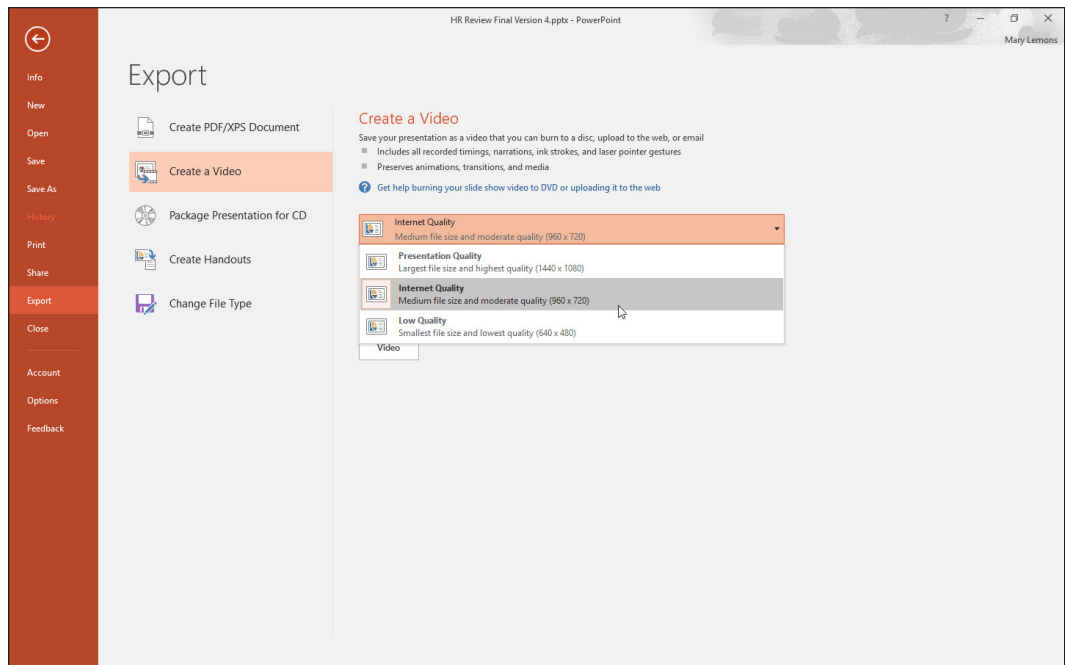 HR Review Final Version 4.pptx - PowerPoint
?
Mary Lemons
Info
New
Open
Save
Save As
History
Print
Share
Export
Close
Account
Options
Feedback
Export
Create PDF/XPS Document
Create a Video
Package Presentation for CD
Create Handouts
Change File Type
Create a Video
Save your presentation as a video that you can burn to a disc, upload to the web, or email
Includes all recorded timings, narrations, ink strokes, and laser pointer gestures
Preserves animations, transitions, and media
? Get help burning your slide show video to DVD or uploading it to the web
Internet Quality
Medium file size and moderate quality (960 x 720)
Presentation Quality
Largest file size and highest quality (1440 x 1080)
Internet Quality
Medium file size and moderate quality (960 x 720)
Low Quality
Smallest file size and lowest quality (640 x 480)
Video